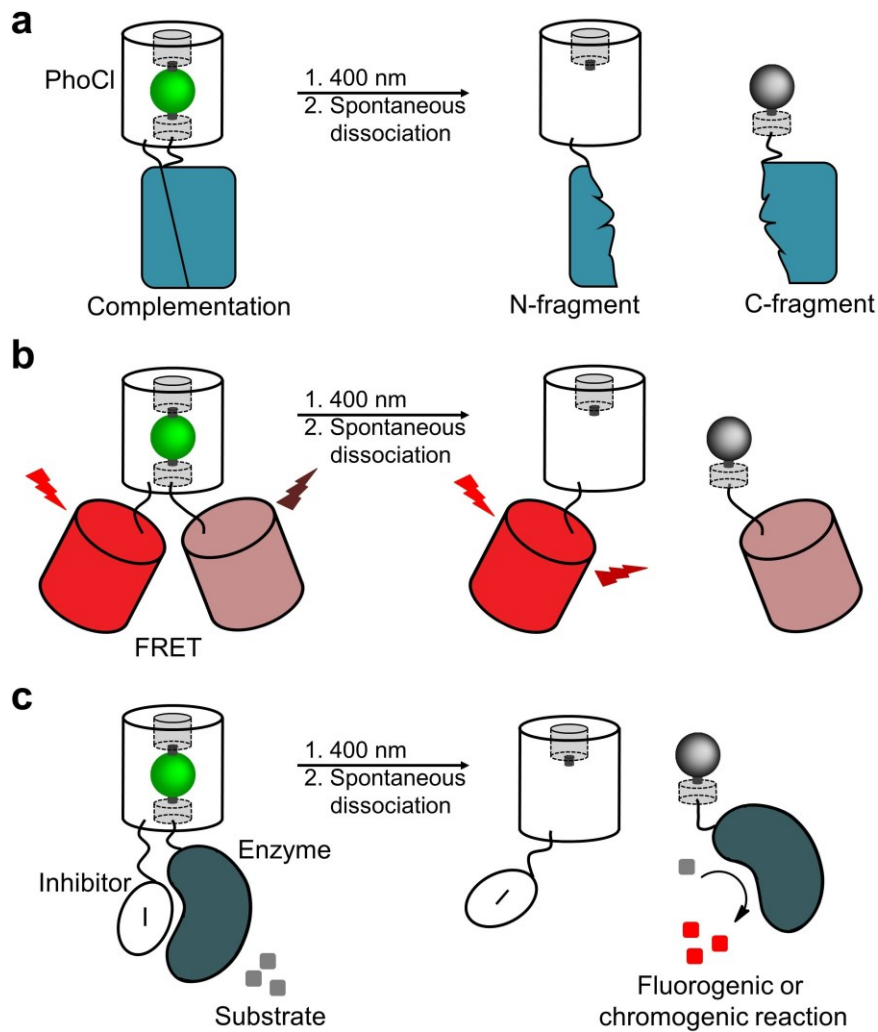 a
PhoCl
1. 400 nm
2. Spontaneous
dissociation
Complementation
N-fragment
C-fragment
b
1. 400 nm
2. Spontaneous
dissociation
FRET
c
1. 400 nm
2. Spontaneous
dissociation
Enzyme
Inhibitor
I
I
Substrate
Fluorogenic or
chromogenic reaction